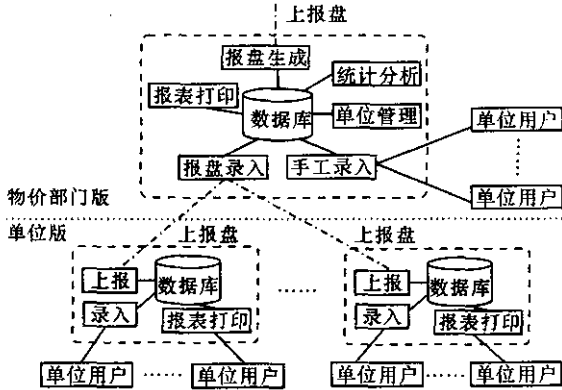 上报盘
报盘生成
统计分析
报表打印
数据库
单位管理
单位用户
报盘录入
手工录入
......
单位用户
物价部门版
单位版
上报盘
上报盘
上报
数据库
录入
报表打印
......
上报
数据库
录入
报表打印
单位用户
......
单位用户
单位用户
......
单位用户